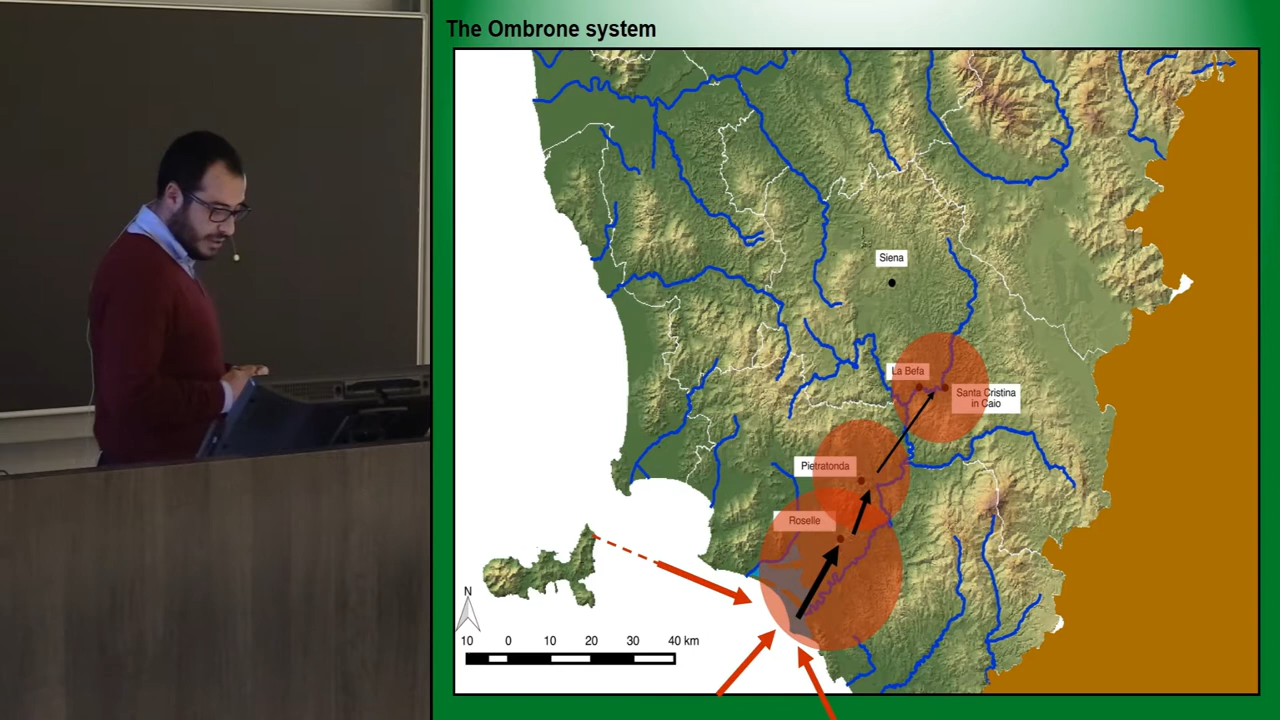 The Ombrone system
Siena
La Befa
Santa Cristina
in Caio
Pietratonda
Roselle
N
10 0 10 20 30 40 km